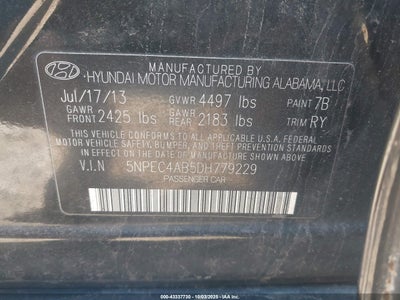 MANUFACTURED BY
HYUNDAI MOTOR MANUFACTURING ALABAMA, LLC
Jul/17/13 GVWR 4497 lbs PAINT 7B
GAWR FRONT 2425 lbs GAWR REAR 2183 lbs TRIM RY
THIS VEHICLE CONFORMS TO ALL APPLICABLE U.S.A. FEDERAL
MOTOR VEHICLE SAFETY, BUMPER, AND THEFT PREVENTION
STANDARDS IN EFFECT ON THE DATE OF MANUFACTURE SHOWN ABOVE.
V.I.N 5NPEC4AB5DH779229
PASSENGER CAR
000-43337730 - 10/03/2025 - Copart